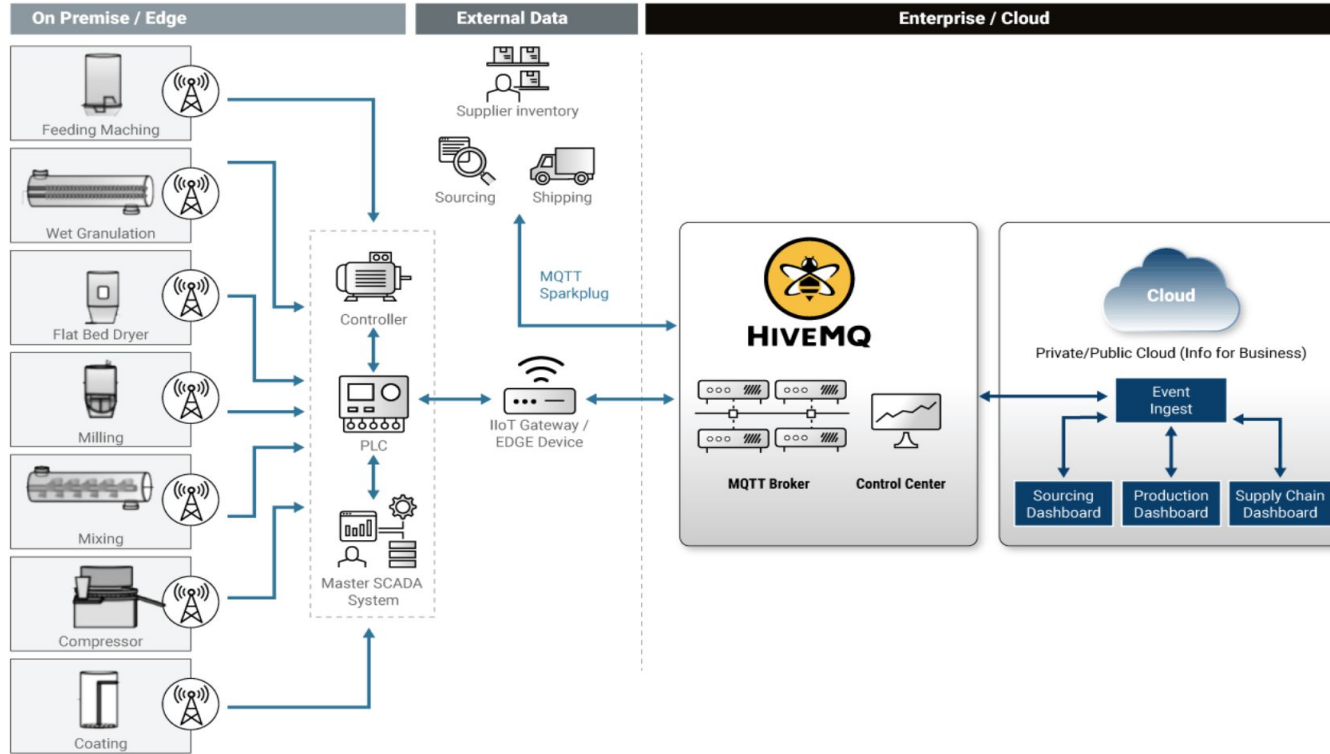 On Premise / Edge
External Data
Enterprise / Cloud
Feeding Maching
Wet Granulation
Flat Bed Dryer
Milling
Mixing
Compressor
Coating
Controller
PLC
Master SCADA
System
Supplier inventory
Sourcing
Shipping
MQTT
Sparkplug
IIoT Gateway /
EDGE Device
HIVEMQ
MQTT Broker
Control Center
Cloud
Private/Public Cloud (Info for Business)
Event
Ingest
Sourcing
Dashboard
Production
Dashboard
Supply Chain
Dashboard